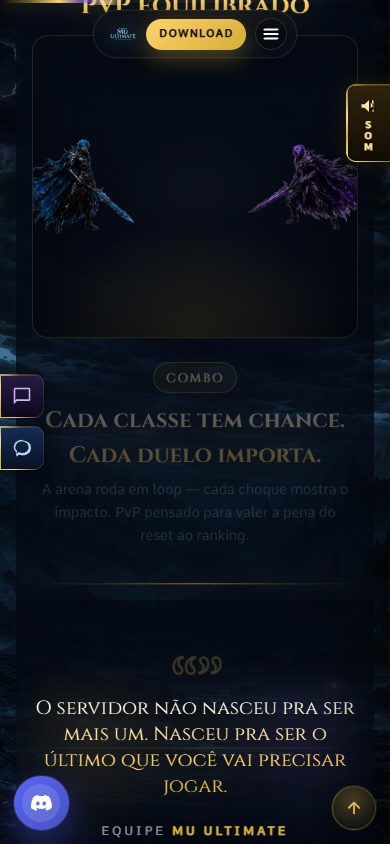 PVP EQUILIBRADO
MU
ULTIMATE
DOWNLOAD
SOM
COMBO
CADA CLASSE TEM CHANCE.
CADA DUELO IMPORTA.
A arena roda em loop — cada choque mostra o
impacto. PvP pensado para valer a pena do
reset ao ranking.
O SERVIDOR NÃO NASCEU PRA SER
MAIS UM. NASCEU PRA SER O
ÚLTIMO QUE VOCÊ VAI PRECISAR
JOGAR.
EQUIPE MU ULTIMATE